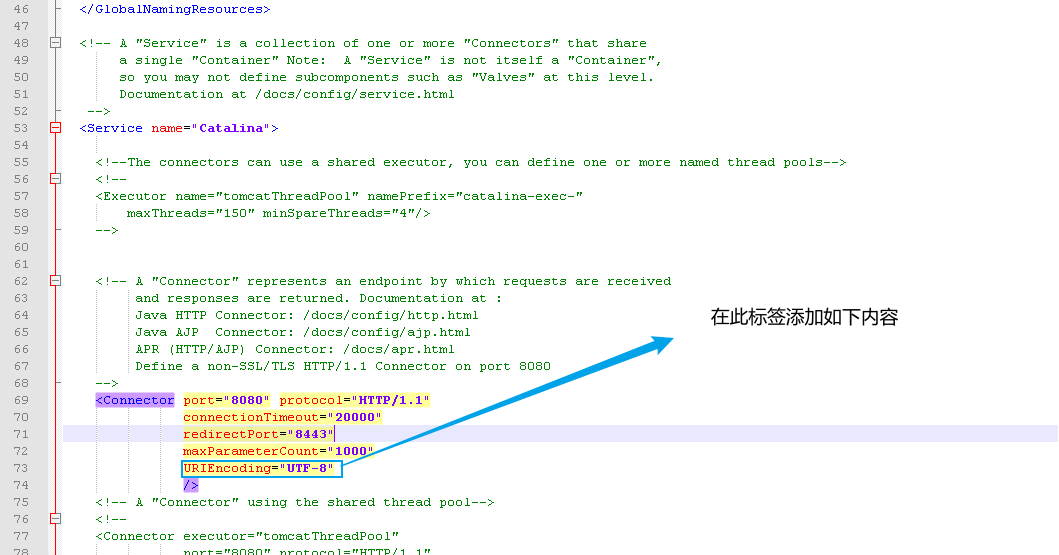 46 </GlobalNamingResources>
47
48 <!-- A "Service" is a collection of one or more "Connectors" that share
49 a single "Container" Note:  A "Service" is not itself a "Container",
50 so you may not define subcomponents such as "Valves" at this level.
51 Documentation at /docs/config/service.html
52 -->
53 <Service name="Catalina">
54
55 <!--The connectors can use a shared executor, you can define one or more named thread pools-->
56 <!--
57 <Executor name="tomcatThreadPool" namePrefix="catalina-exec-"
58 maxThreads="150" minSpareThreads="4"/>
59 -->
60
61
62 <!-- A "Connector" represents an endpoint by which requests are received
63 and responses are returned. Documentation at :
64 Java HTTP Connector: /docs/config/http.html
65 Java AJP  Connector: /docs/config/ajp.html
66 APR (HTTP/AJP) Connector: /docs/apr.html
67 Define a non-SSL/TLS HTTP/1.1 Connector on port 8080
68 -->
69 <Connector port="8080" protocol="HTTP/1.1"
70 connectionTimeout="20000"
71 redirectPort="8443"
72 maxParameterCount="1000"
73 URIEncoding="UTF-8"
74 />
75 <!-- A "Connector" using the shared thread pool-->
76 <!--
77 <Connector executor="tomcatThreadPool"
78 port="8080" protocol="HTTP/1.1"
在此标签添加如下内容